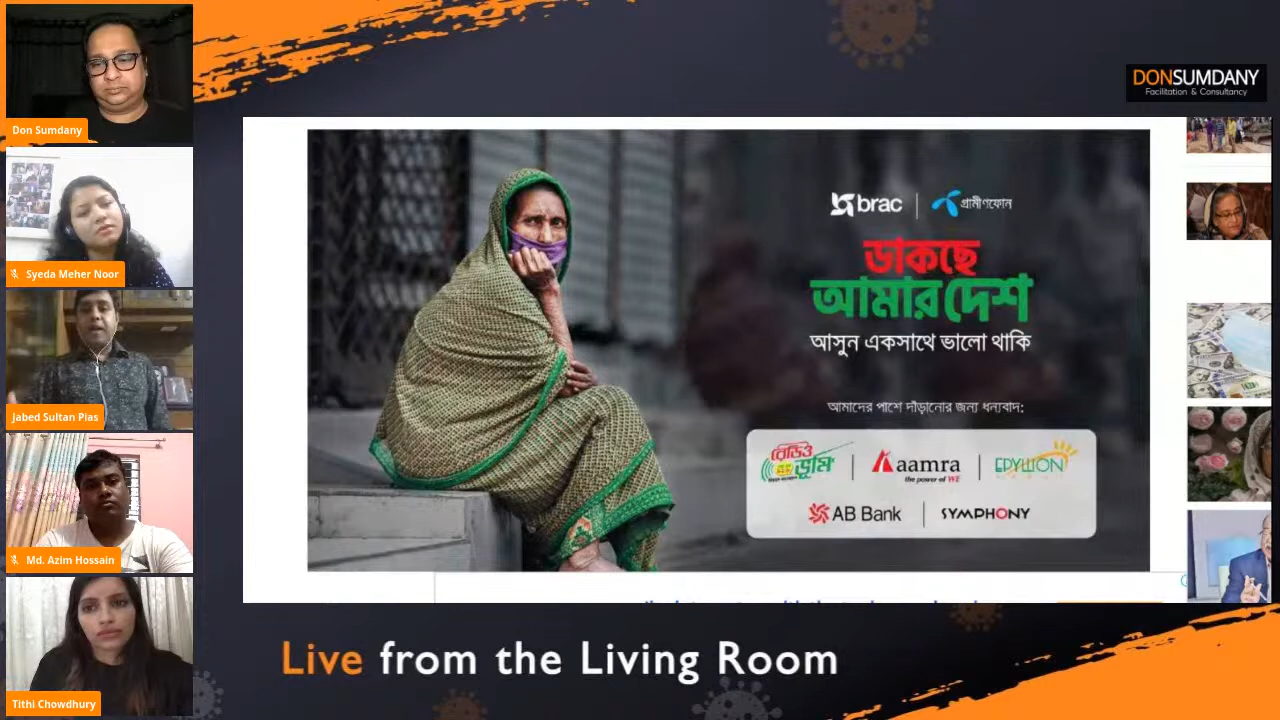 Don Sumdany
Syeda Meher Noor
Jabed Sultan Pias
Md. Azim Hossain
Tithi Chowdhury
DONSUMDANY
Facilitation & Consultancy
brac | গ্রামীণফোন
ডাকছে
আমার দেশ
আসুন একসাথে ভালো থাকি
আমাদের পাশে দাঁড়ানোর জন্য ধন্যবাদ:
রেডিও
ভূমি
aamra
the power of WE
EPYLLION
AB Bank
SYMPHONY
Live from the Living Room